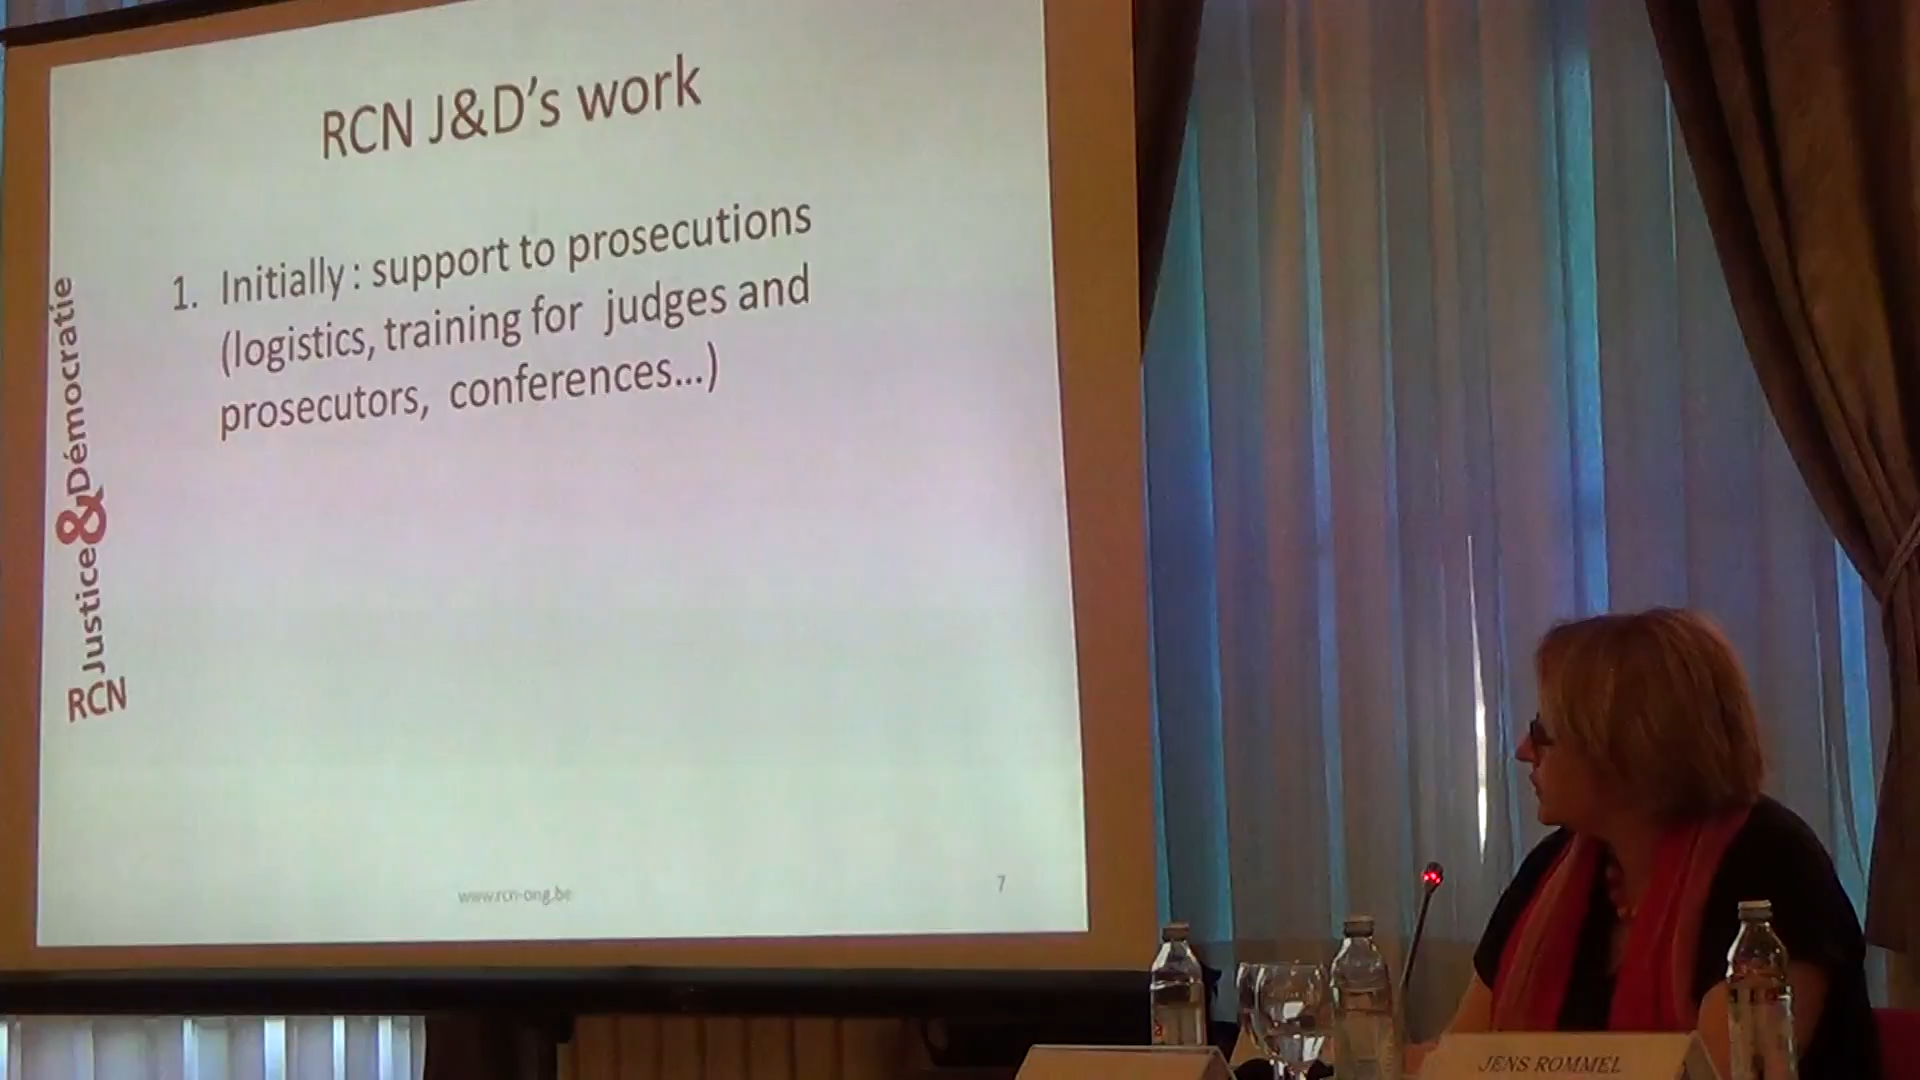 RCN J&D's work
1. Initially : support to prosecutions
(logistics, training for judges and
prosecutors, conferences...)
RCN Justice & Démocratie
www.rcn-ong.be
7
JENS ROMMEL